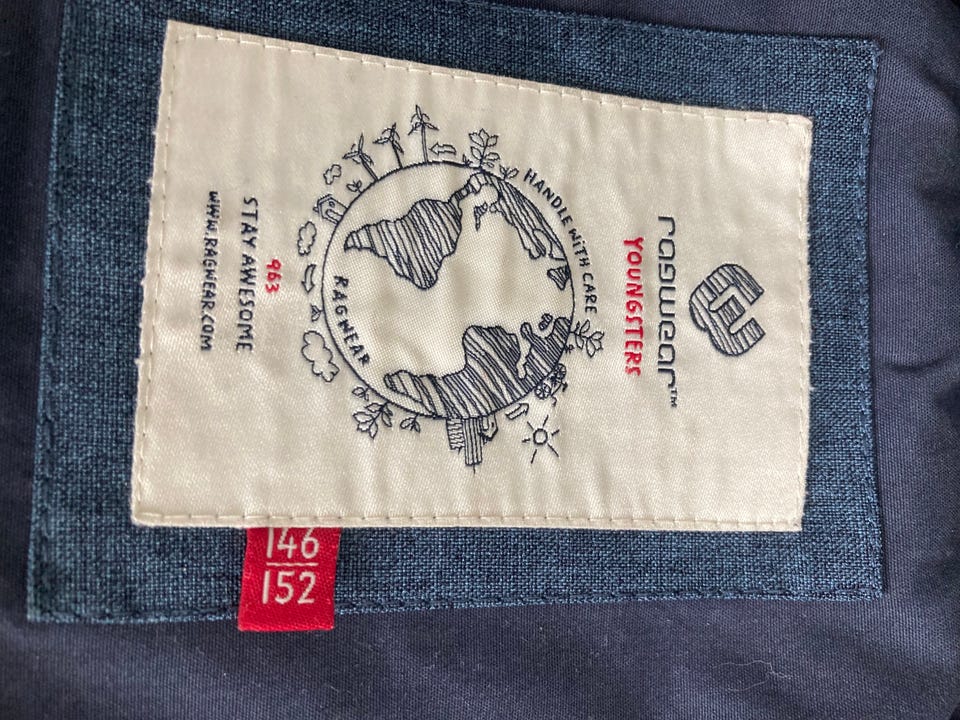 ragwear™
YOUNGSTERS
HANDLE WITH CARE
RAGWEAR
963
STAY AWESOME
WWW.RAGWEAR.COM
146
152